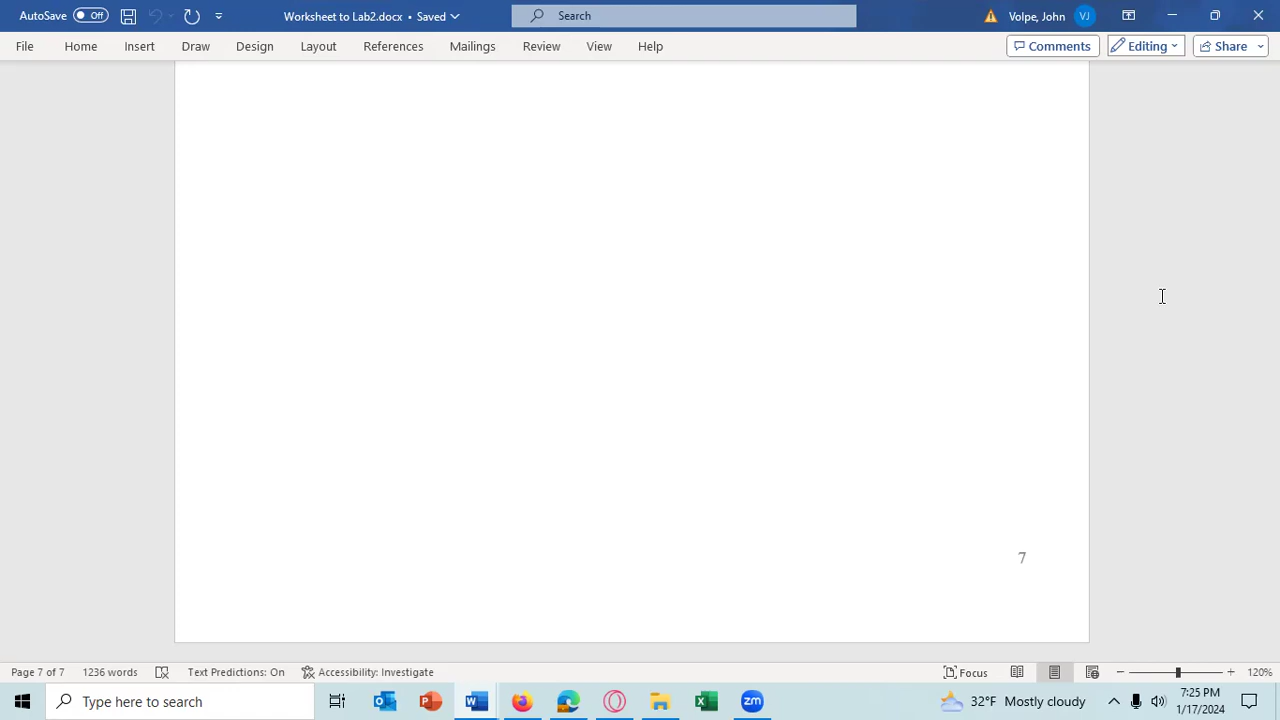 AutoSave Off Worksheet to Lab2.docx • Saved Search Volpe, John VJ
File Home Insert Draw Design Layout References Mailings Review View Help Comments Editing Share
7
Page 7 of 7 1236 words Text Predictions: On Accessibility: Investigate Focus 120%
Type here to search 32°F Mostly cloudy 7:25 PM
1/17/2024